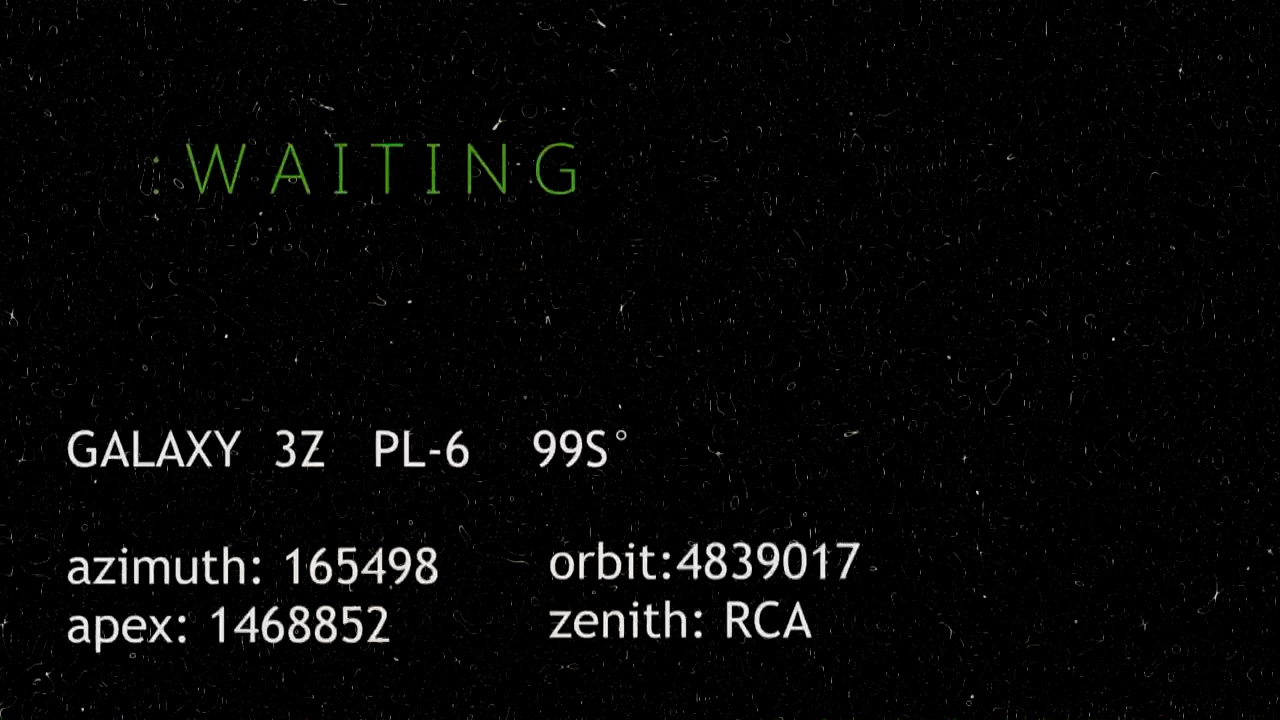 :WAITING
GALAXY 3Z PL-6 99S°
azimuth: 165498 orbit:4839017
apex: 1468852 zenith: RCA